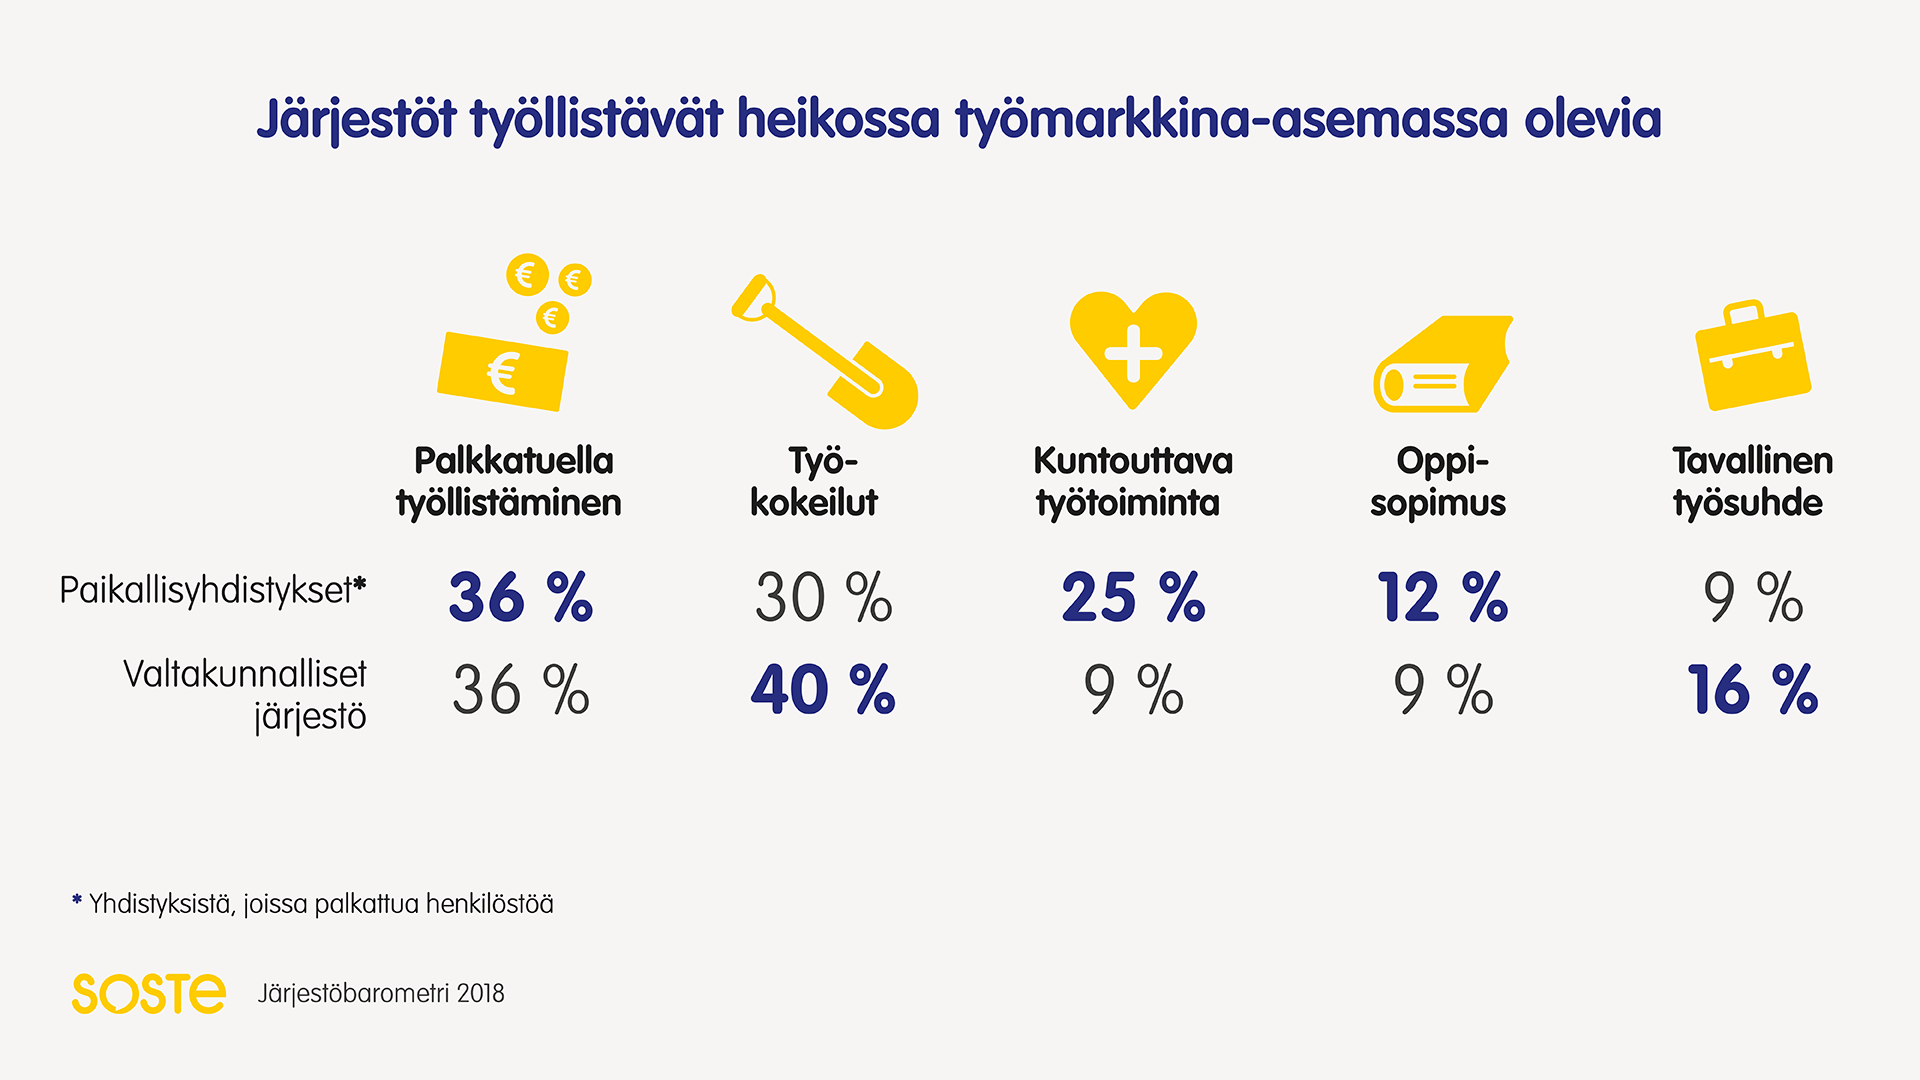 Järjestöt työllistävät heikossa työmarkkina-asemassa olevia
€ €
€
€
Palkkatuella
työllistäminen
Työ-
kokeilut
Kuntouttava
työtoiminta
Oppi-
sopimus
Tavallinen
työsuhde
Paikallisyhdistykset* 36 % 30 % 25 % 12 % 9 %
Valtakunnalliset
järjestö 36 % 40 % 9 % 9 % 16 %
* Yhdistyksistä, joissa palkattua henkilöstöä
SOSTE Järjestöbarometri 2018